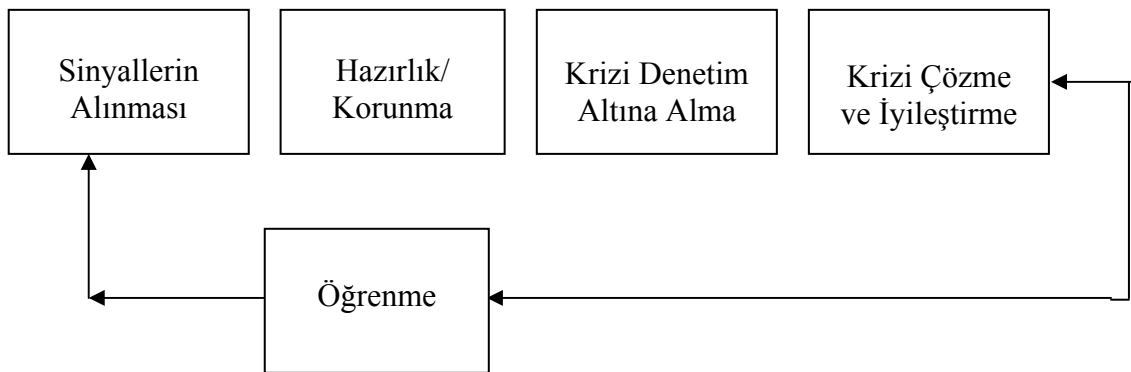 Sinyallerin
Alınması
Hazırlık/
Korunma
Krizi Denetim
Altına Alma
Krizi Çözme
ve İyileştirme
Öğrenme